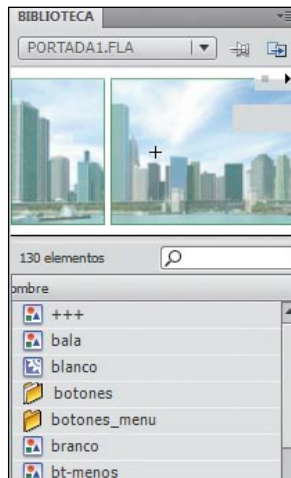 BIBLIOTECA
PORTADA1.FLA
130 elementos
ombre
+++
bala
blanco
botones
botones_menu
branco
bt-menos